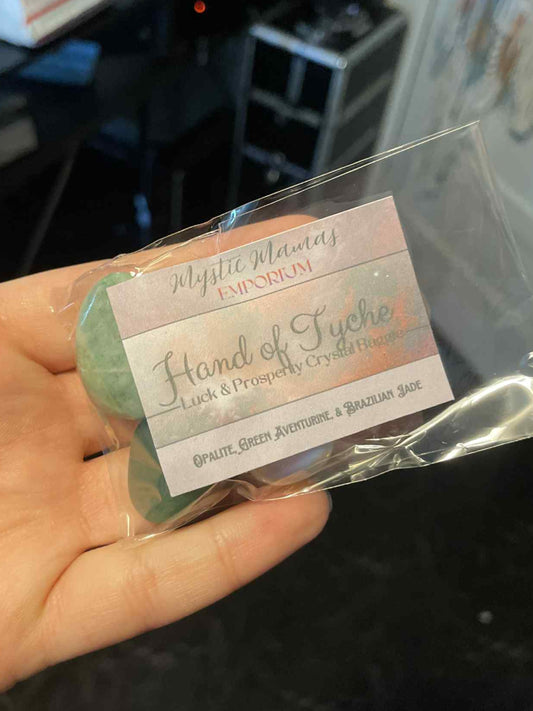 Mystic Mamas
EMPORIUM
Hand of Tyche
Luck & Prosperity Crystal Baggie
Opalite, Green Aventurine, & Brazilian Jade